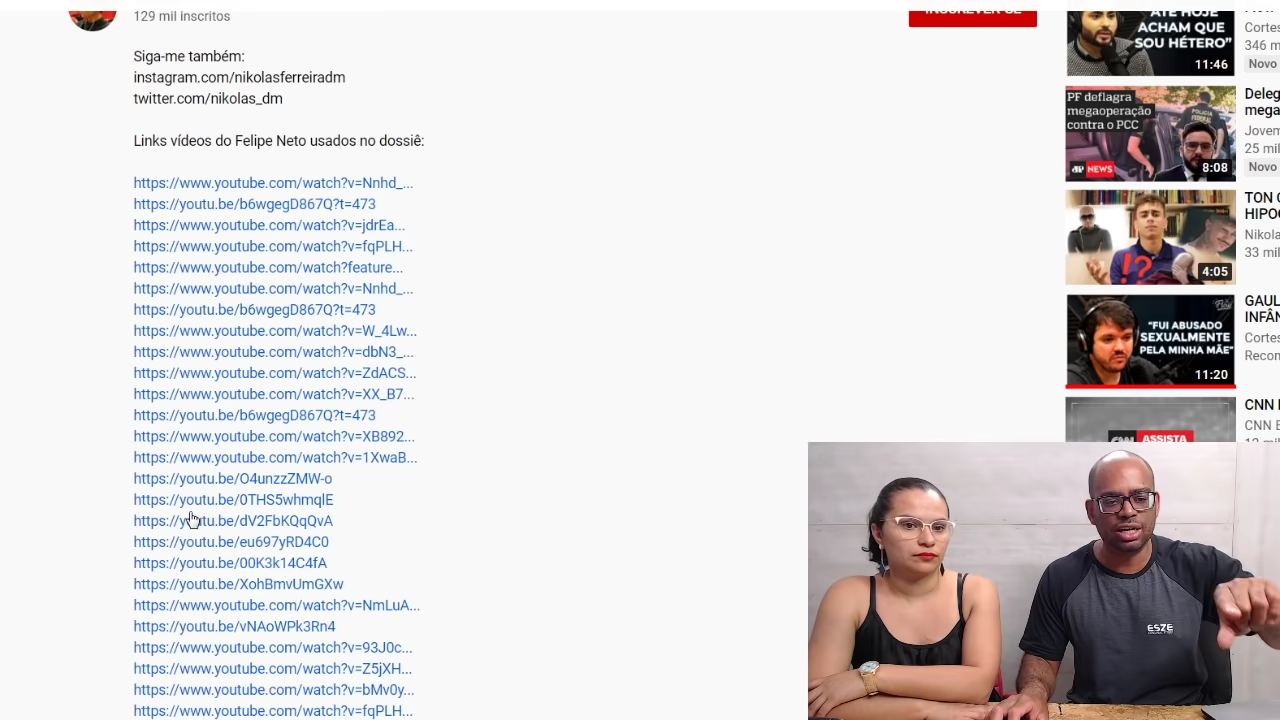 129 mil inscritos
INSCREVER-SE
Siga-me também:
instagram.com/nikolasferreiradm
twitter.com/nikolas_dm
Links vídeos do Felipe Neto usados no dossiê:
https://www.youtube.com/watch?v=Nnhd_...
https://youtu.be/b6wgegD867Q?t=473
https://www.youtube.com/watch?v=jdrEa...
https://www.youtube.com/watch?v=fqPLH...
https://www.youtube.com/watch?feature...
https://www.youtube.com/watch?v=Nnhd_...
https://youtu.be/b6wgegD867Q?t=473
https://www.youtube.com/watch?v=W_4Lw...
https://www.youtube.com/watch?v=dbN3_...
https://www.youtube.com/watch?v=ZdACS...
https://www.youtube.com/watch?v=XX_B7...
https://youtu.be/b6wgegD867Q?t=473
https://www.youtube.com/watch?v=XB892...
https://www.youtube.com/watch?v=1XwaB...
https://youtu.be/O4unzzZMW-o
https://youtu.be/0THS5whmqlE
https://youtu.be/dV2FbKQqQvA
https://youtu.be/eu697yRD4C0
https://youtu.be/00K3k14C4fA
https://youtu.be/XohBmvUmGXw
https://www.youtube.com/watch?v=NmLuA...
https://youtu.be/vNAoWPk3Rn4
https://www.youtube.com/watch?v=93J0c...
https://www.youtube.com/watch?v=Z5jXH...
https://www.youtube.com/watch?v=bMv0y...
https://www.youtube.com/watch?v=fqPLH...
ATÉ HOJE
ACHAM QUE
SOU HÉTERO"
11:46
Cortes
346 m
Novo
PF deflagra
megaoperação
contra o PCC
JP NEWS
8:08
Deleg
mega
Jovem
25 mil
Novo
4:05
TON
HIPO
Nikola
33 mil
"FUI ABUSADO
SEXUALMENTE
PELA MINHA MÃE"
11:20
GAUL
INFÂN
Cortes
Recom
CNN ASSISTA
CNN
CNN B
ESZE